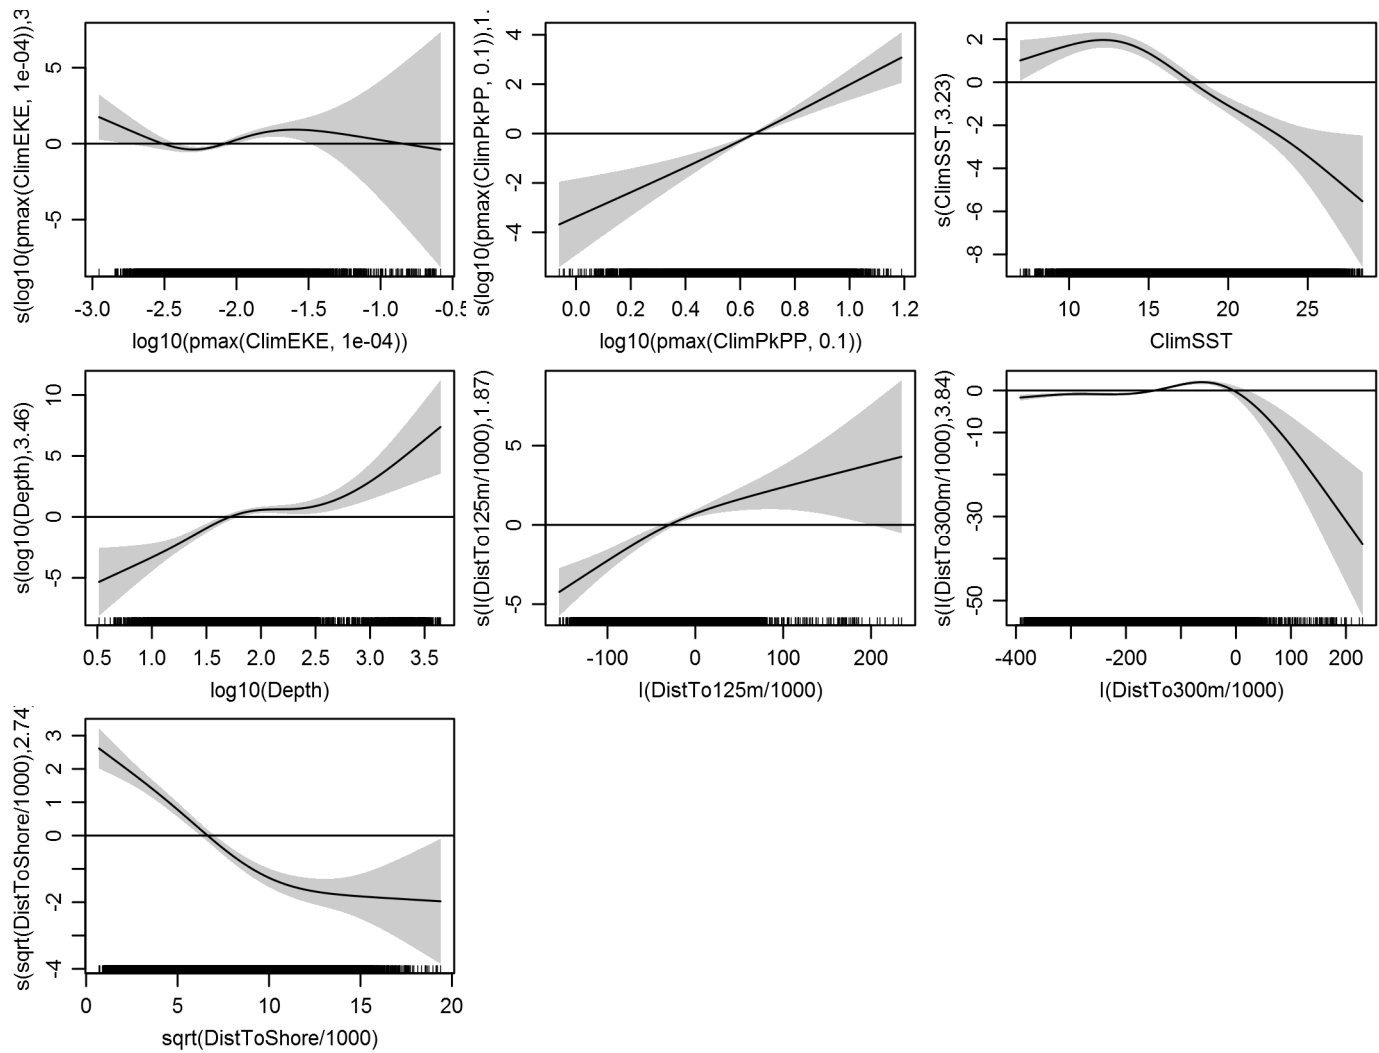 s(log10(pmax(ClimEKE, 1e-04)),3
5
0
-5
-3.0 -2.5 -2.0 -1.5 -1.0 -0.5
log10(pmax(ClimEKE, 1e-04))
s(log10(pmax(ClimPkPP, 0.1)),1.
4
2
0
-2
-4
0.0 0.2 0.4 0.6 0.8 1.0 1.2
log10(pmax(ClimPkPP, 0.1))
s(ClimSST,3.23)
2
0
-2
-4
-6
-8
10 15 20 25
ClimSST
s(log10(Depth),3.46)
10
5
0
-5
0.5 1.0 1.5 2.0 2.5 3.0 3.5
log10(Depth)
s(I(DistTo125m/1000),1.87)
5
0
-5
-100 0 100 200
I(DistTo125m/1000)
s(I(DistTo300m/1000),3.84)
0
-10
-30
-50
-400 -200 0 100 200
I(DistTo300m/1000)
s(sqrt(DistToShore/1000),2.74
3
2
1
0
-2
-4
0 5 10 15 20
sqrt(DistToShore/1000)